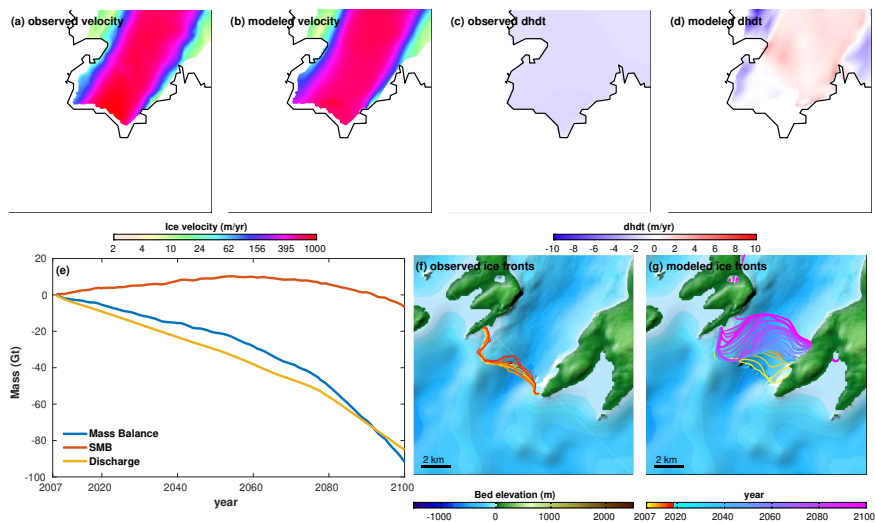 (a) observed velocity
(b) modeled velocity
(c) observed dhdt
(d) modeled dhdt
Ice velocity (m/yr)
2 4 10 24 62 156 395 1000
dhdt (m/yr)
-10 -8 -6 -4 -2 0 2 4 6 8 10
(e)
20
0
-20
-40
-60
-80
-100
Mass (Gt)
Mass Balance
SMB
Discharge
2007 2020 2040 2060 2080 2100
year
(f) observed ice fronts
2 km
(g) modeled ice fronts
2 km
Bed elevation (m)
-1000 0 1000 2000
year
2007 2020 2040 2060 2080 2100